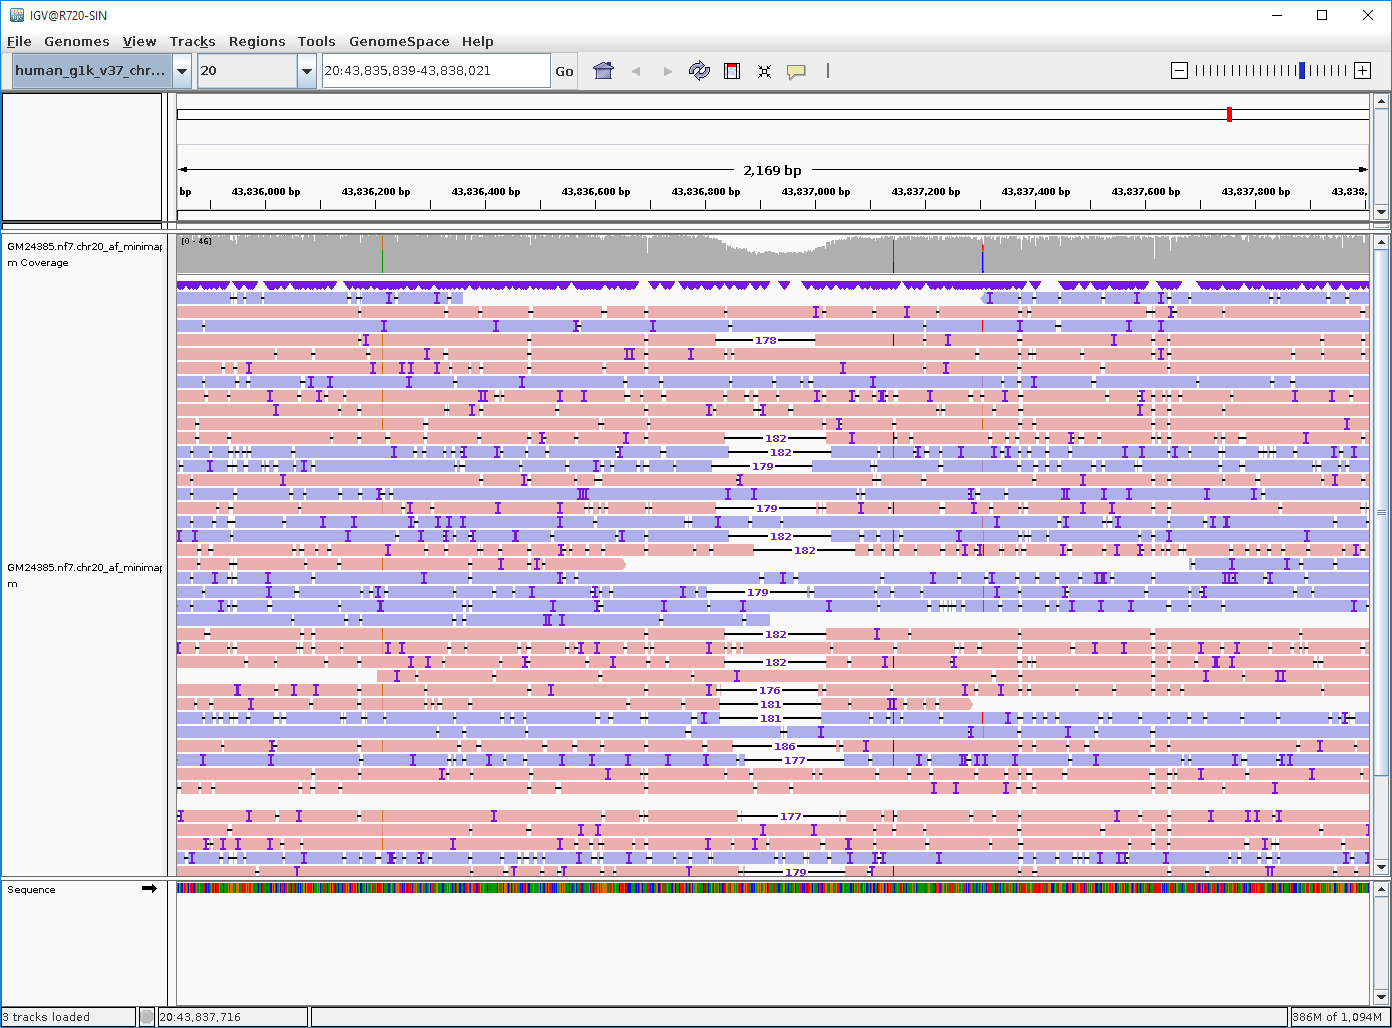 IGV@R720-SIN
File Genomes View Tracks Regions Tools GenomeSpace Help
human_g1k_v37_chr... 20 20:43,835,839-43,838,021 Go
2,169 bp
bp 43,836,000 bp 43,836,200 bp 43,836,400 bp 43,836,600 bp 43,836,800 bp 43,837,000 bp 43,837,200 bp 43,837,400 bp 43,837,600 bp 43,837,800 bp 43,838,
GM24385.nf7.chr20_af_minimap
m Coverage
[0 - 46]
178
182
182
179
179
182
182
GM24385.nf7.chr20_af_minimap
m
179
182
182
176
181
181
186
177
177
179
Sequence
3 tracks loaded 20:43,837,716 386M of 1,094M